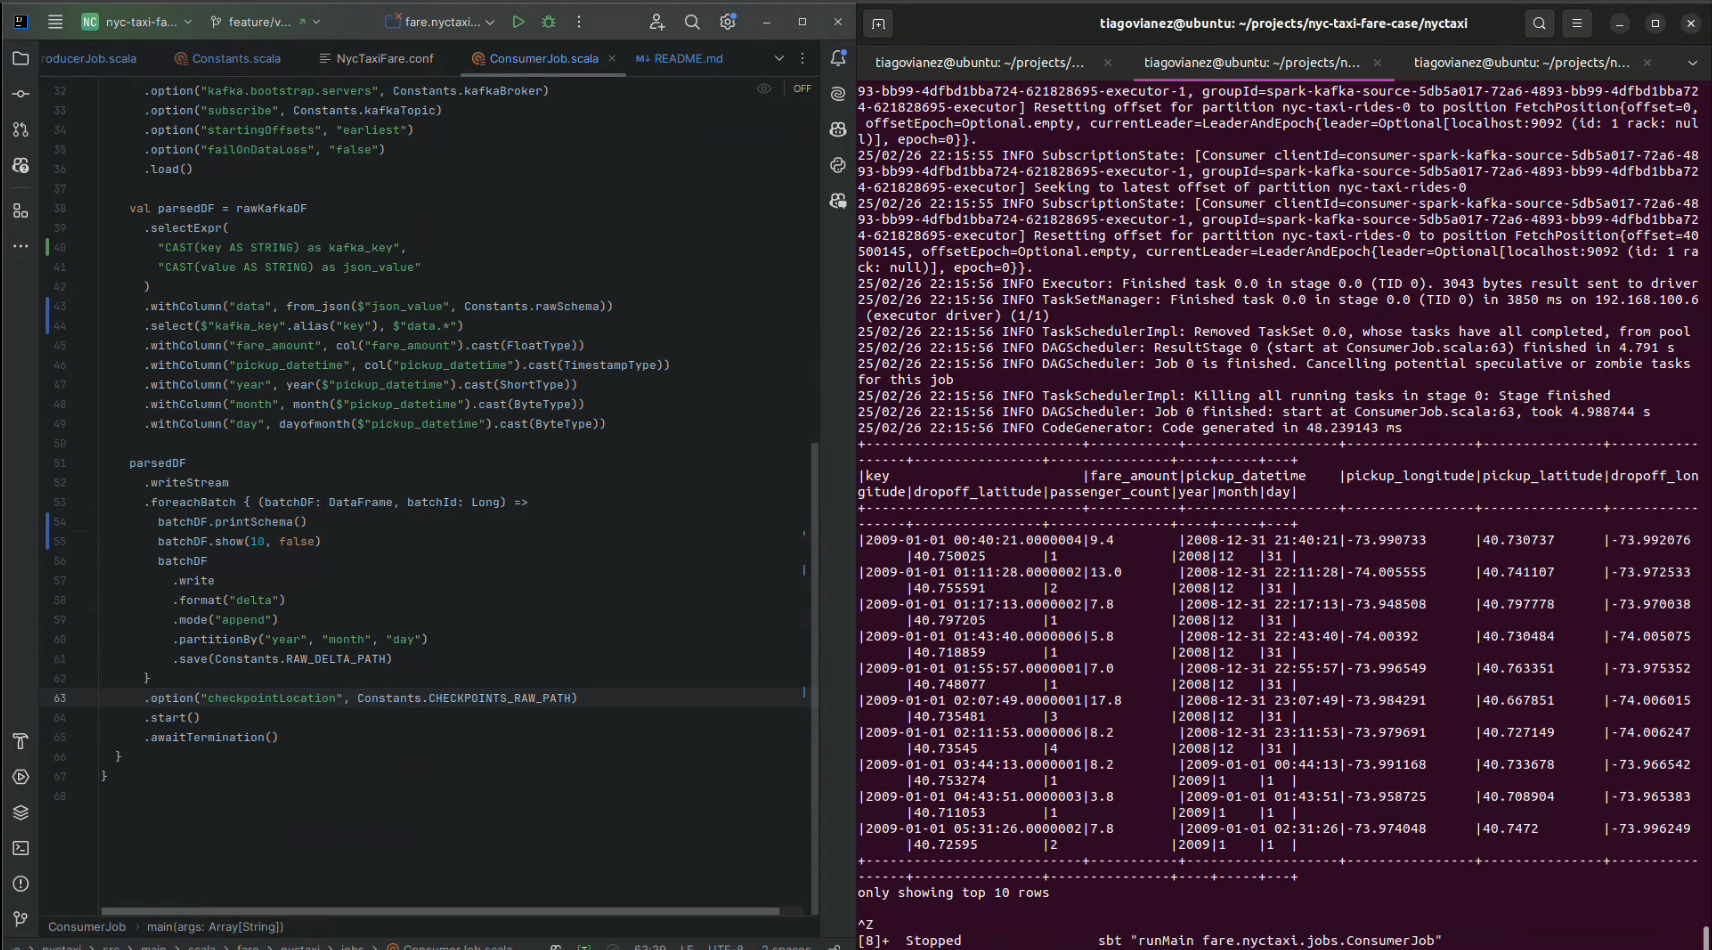 NC nyc-taxi-fa... feature/v... fare.nyctaxi...
roducerJob.scala Constants.scala NycTaxiFare.conf ConsumerJob.scala README.md
OFF
32 .option("kafka.bootstrap.servers", Constants.kafkaBroker)
33 .option("subscribe", Constants.kafkaTopic)
34 .option("startingOffsets", "earliest")
35 .option("failOnDataLoss", "false")
36 .load()
37
38 val parsedDF = rawKafkaDF
39 .selectExpr(
40 "CAST(key AS STRING) as kafka_key",
41 "CAST(value AS STRING) as json_value"
42 )
43 .withColumn("data", from_json($"json_value", Constants.rawSchema))
44 .select($"kafka_key".alias("key"), $"data.*")
45 .withColumn("fare_amount", col("fare_amount").cast(FloatType))
46 .withColumn("pickup_datetime", col("pickup_datetime").cast(TimestampType))
47 .withColumn("year", year($"pickup_datetime").cast(ShortType))
48 .withColumn("month", month($"pickup_datetime").cast(ByteType))
49 .withColumn("day", dayofmonth($"pickup_datetime").cast(ByteType))
50
51 parsedDF
52 .writeStream
53 .foreachBatch { (batchDF: DataFrame, batchId: Long) =>
54 batchDF.printSchema()
55 batchDF.show(10, false)
56 batchDF
57 .write
58 .format("delta")
59 .mode("append")
60 .partitionBy("year", "month", "day")
61 .save(Constants.RAW_DELTA_PATH)
62 }
63 .option("checkpointLocation", Constants.CHECKPOINTS_RAW_PATH)
64 .start()
65 .awaitTermination()
66 }
67 }
68
ConsumerJob > main(args: Array[String])
nyctaxi > src > main > scala > fare > nyctaxi > jobs > ConsumerJob.scala 63:39 LF UTF-8 2 spaces
tiagovianez@ubuntu: ~/projects/nyc-taxi-fare-case/nyctaxi
tiagovianez@ubuntu: ~/projects/... tiagovianez@ubuntu: ~/projects/n... tiagovianez@ubuntu: ~/projects/n...
93-bb99-4dfbd1bba724-621828695-executor-1, groupId=spark-kafka-source-5db5a017-72a6-4893-bb99-4dfbd1bba72
4-621828695-executor] Resetting offset for partition nyc-taxi-rides-0 to position FetchPosition{offset=0,
offsetEpoch=Optional.empty, currentLeader=LeaderAndEpoch{leader=Optional[localhost:9092 (id: 1 rack: nul
l)], epoch=0}}.
25/02/26 22:15:55 INFO SubscriptionState: [Consumer clientId=consumer-spark-kafka-source-5db5a017-72a6-48
93-bb99-4dfbd1bba724-621828695-executor-1, groupId=spark-kafka-source-5db5a017-72a6-4893-bb99-4dfbd1bba72
4-621828695-executor] Seeking to latest offset of partition nyc-taxi-rides-0
25/02/26 22:15:55 INFO SubscriptionState: [Consumer clientId=consumer-spark-kafka-source-5db5a017-72a6-48
93-bb99-4dfbd1bba724-621828695-executor-1, groupId=spark-kafka-source-5db5a017-72a6-4893-bb99-4dfbd1bba72
4-621828695-executor] Resetting offset for partition nyc-taxi-rides-0 to position FetchPosition{offset=40
500145, offsetEpoch=Optional.empty, currentLeader=LeaderAndEpoch{leader=Optional[localhost:9092 (id: 1 ra
ck: null)], epoch=0}}.
25/02/26 22:15:56 INFO Executor: Finished task 0.0 in stage 0.0 (TID 0). 3043 bytes result sent to driver
25/02/26 22:15:56 INFO TaskSetManager: Finished task 0.0 in stage 0.0 (TID 0) in 3850 ms on 192.168.100.6
(executor driver) (1/1)
25/02/26 22:15:56 INFO TaskSchedulerImpl: Removed TaskSet 0.0, whose tasks have all completed, from pool
25/02/26 22:15:56 INFO DAGScheduler: ResultStage 0 (start at ConsumerJob.scala:63) finished in 4.791 s
25/02/26 22:15:56 INFO DAGScheduler: Job 0 is finished. Cancelling potential speculative or zombie tasks
for this job
25/02/26 22:15:56 INFO TaskSchedulerImpl: Killing all running tasks in stage 0: Stage finished
25/02/26 22:15:56 INFO DAGScheduler: Job 0 finished: start at ConsumerJob.scala:63, took 4.988744 s
25/02/26 22:15:56 INFO CodeGenerator: Code generated in 48.239143 ms
+---------------------------+-----------+-------------------+----------------+---------------+-----------
------+----------------+---------------+----+-----+---+
|key |fare_amount|pickup_datetime |pickup_longitude|pickup_latitude|dropoff_lon
gitude|dropoff_latitude|passenger_count|year|month|day|
+---------------------------+-----------+-------------------+----------------+---------------+-----------
------+----------------+---------------+----+-----+---+
|2009-01-01 00:40:21.0000004|9.4 |2008-12-31 21:40:21|-73.990733 |40.730737 |-73.992076
|40.750025 |1 |2008|12 |31 |
|2009-01-01 01:11:28.0000002|13.0 |2008-12-31 22:11:28|-74.005555 |40.741107 |-73.972533
|40.755591 |2 |2008|12 |31 |
|2009-01-01 01:17:13.0000002|7.8 |2008-12-31 22:17:13|-73.948508 |40.797778 |-73.970038
|40.797205 |1 |2008|12 |31 |
|2009-01-01 01:43:40.0000006|5.8 |2008-12-31 22:43:40|-74.00392 |40.730484 |-74.005075
|40.718859 |1 |2008|12 |31 |
|2009-01-01 01:55:57.0000001|7.0 |2008-12-31 22:55:57|-73.996549 |40.763351 |-73.975352
|40.748077 |1 |2008|12 |31 |
|2009-01-01 02:07:49.0000001|17.8 |2008-12-31 23:07:49|-73.984291 |40.667851 |-74.006015
|40.735481 |3 |2008|12 |31 |
|2009-01-01 02:11:53.0000006|8.2 |2008-12-31 23:11:53|-73.979691 |40.727149 |-74.006247
|40.73545 |4 |2008|12 |31 |
|2009-01-01 03:44:13.0000001|8.2 |2009-01-01 00:44:13|-73.991168 |40.733678 |-73.966542
|40.753274 |1 |2009|1 |1 |
|2009-01-01 04:43:51.0000003|3.8 |2009-01-01 01:43:51|-73.958725 |40.708904 |-73.965383
|40.711053 |1 |2009|1 |1 |
|2009-01-01 05:31:26.0000002|7.8 |2009-01-01 02:31:26|-73.974048 |40.7472 |-73.996249
|40.72595 |2 |2009|1 |1 |
+---------------------------+-----------+-------------------+----------------+---------------+-----------
------+----------------+---------------+----+-----+---+
only showing top 10 rows
^Z
[8]+ Stopped sbt "runMain fare.nyctaxi.jobs.ConsumerJob"